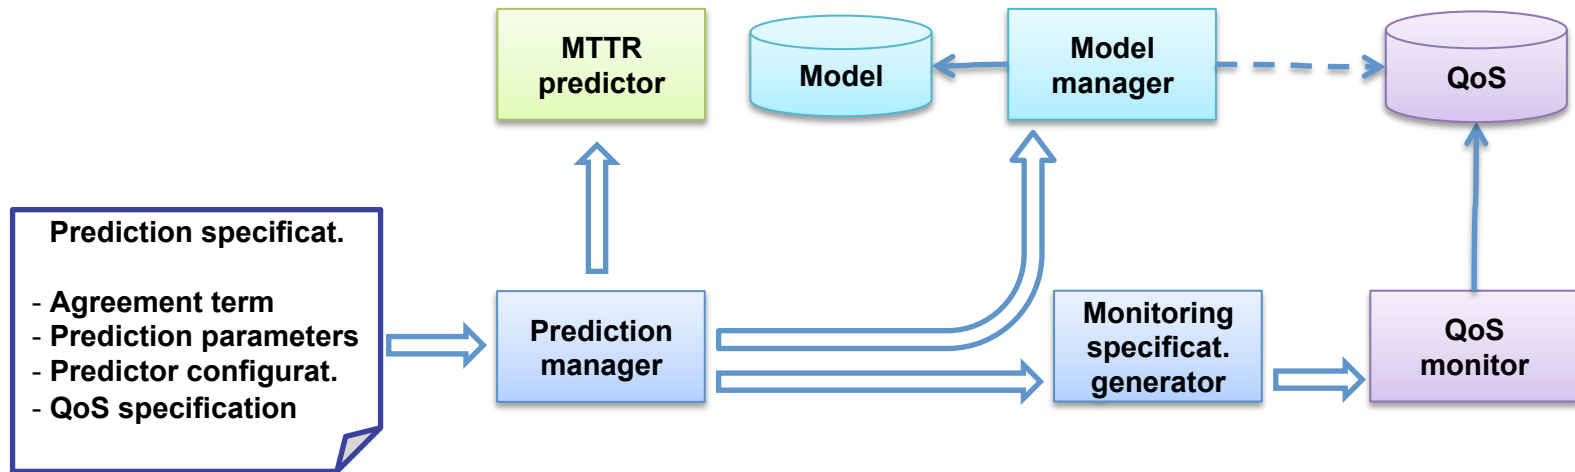 MTTR
predictor
Model
Model
manager
QoS
Prediction specificat.
- Agreement term
- Prediction parameters
- Predictor configurat.
- QoS specification
Prediction
manager
Monitoring
specificat.
generator
QoS
monitor